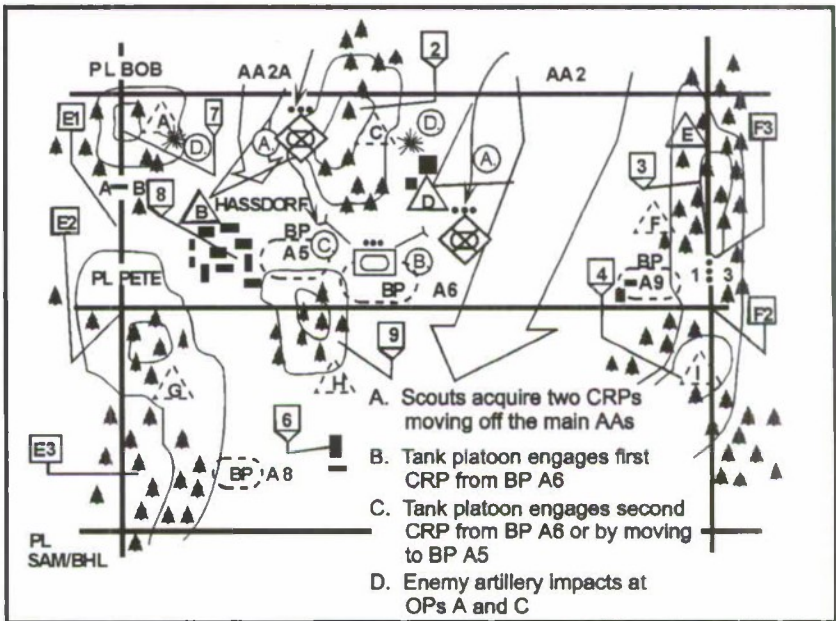 2
PL BOB
AA2A
AA 2
E1
A
7
D.
A.
C
D.
E
F3
A.
3
8
A B
B
HASSDORF
D
F
E2
BP
A5
C.
B.
BP
A9
1 3
4
PL PETE
BP A6
F2
9
G
H
I
A. Scouts acquire two CRPs
moving off the main AAs
6
E3
B. Tank platoon engages first
CRP from BP A6
BP A8
C. Tank platoon engages second
CRP from BP A6 or by moving
to BP A5
PL
SAM/BHL
D. Enemy artillery impacts at
OPs A and C